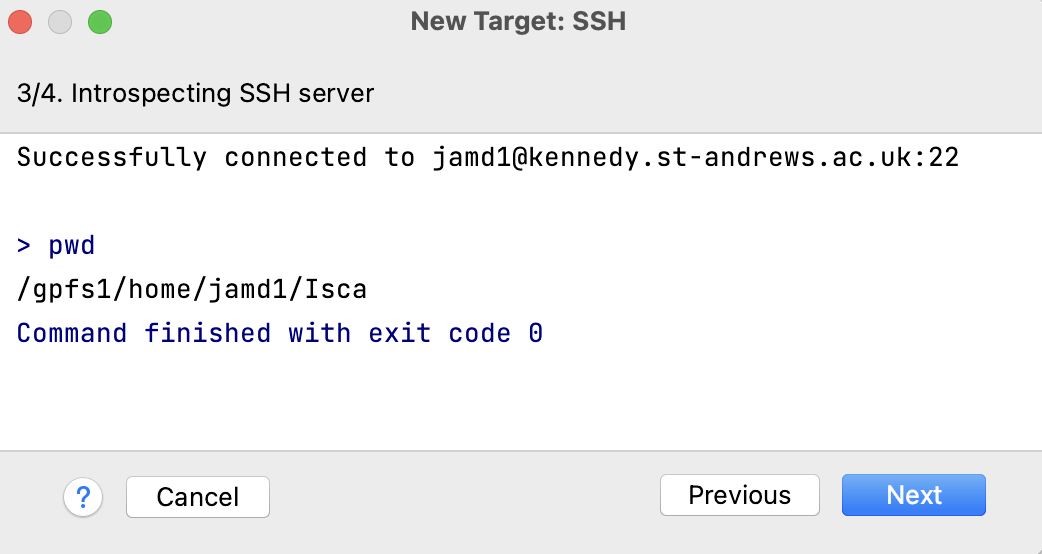 New Target: SSH
3/4. Introspecting SSH server
Successfully connected to jamd1@kennedy.st-andrews.ac.uk:22
> pwd
/gpfs1/home/jamd1/Isca
Command finished with exit code 0
?
Cancel
Previous
Next